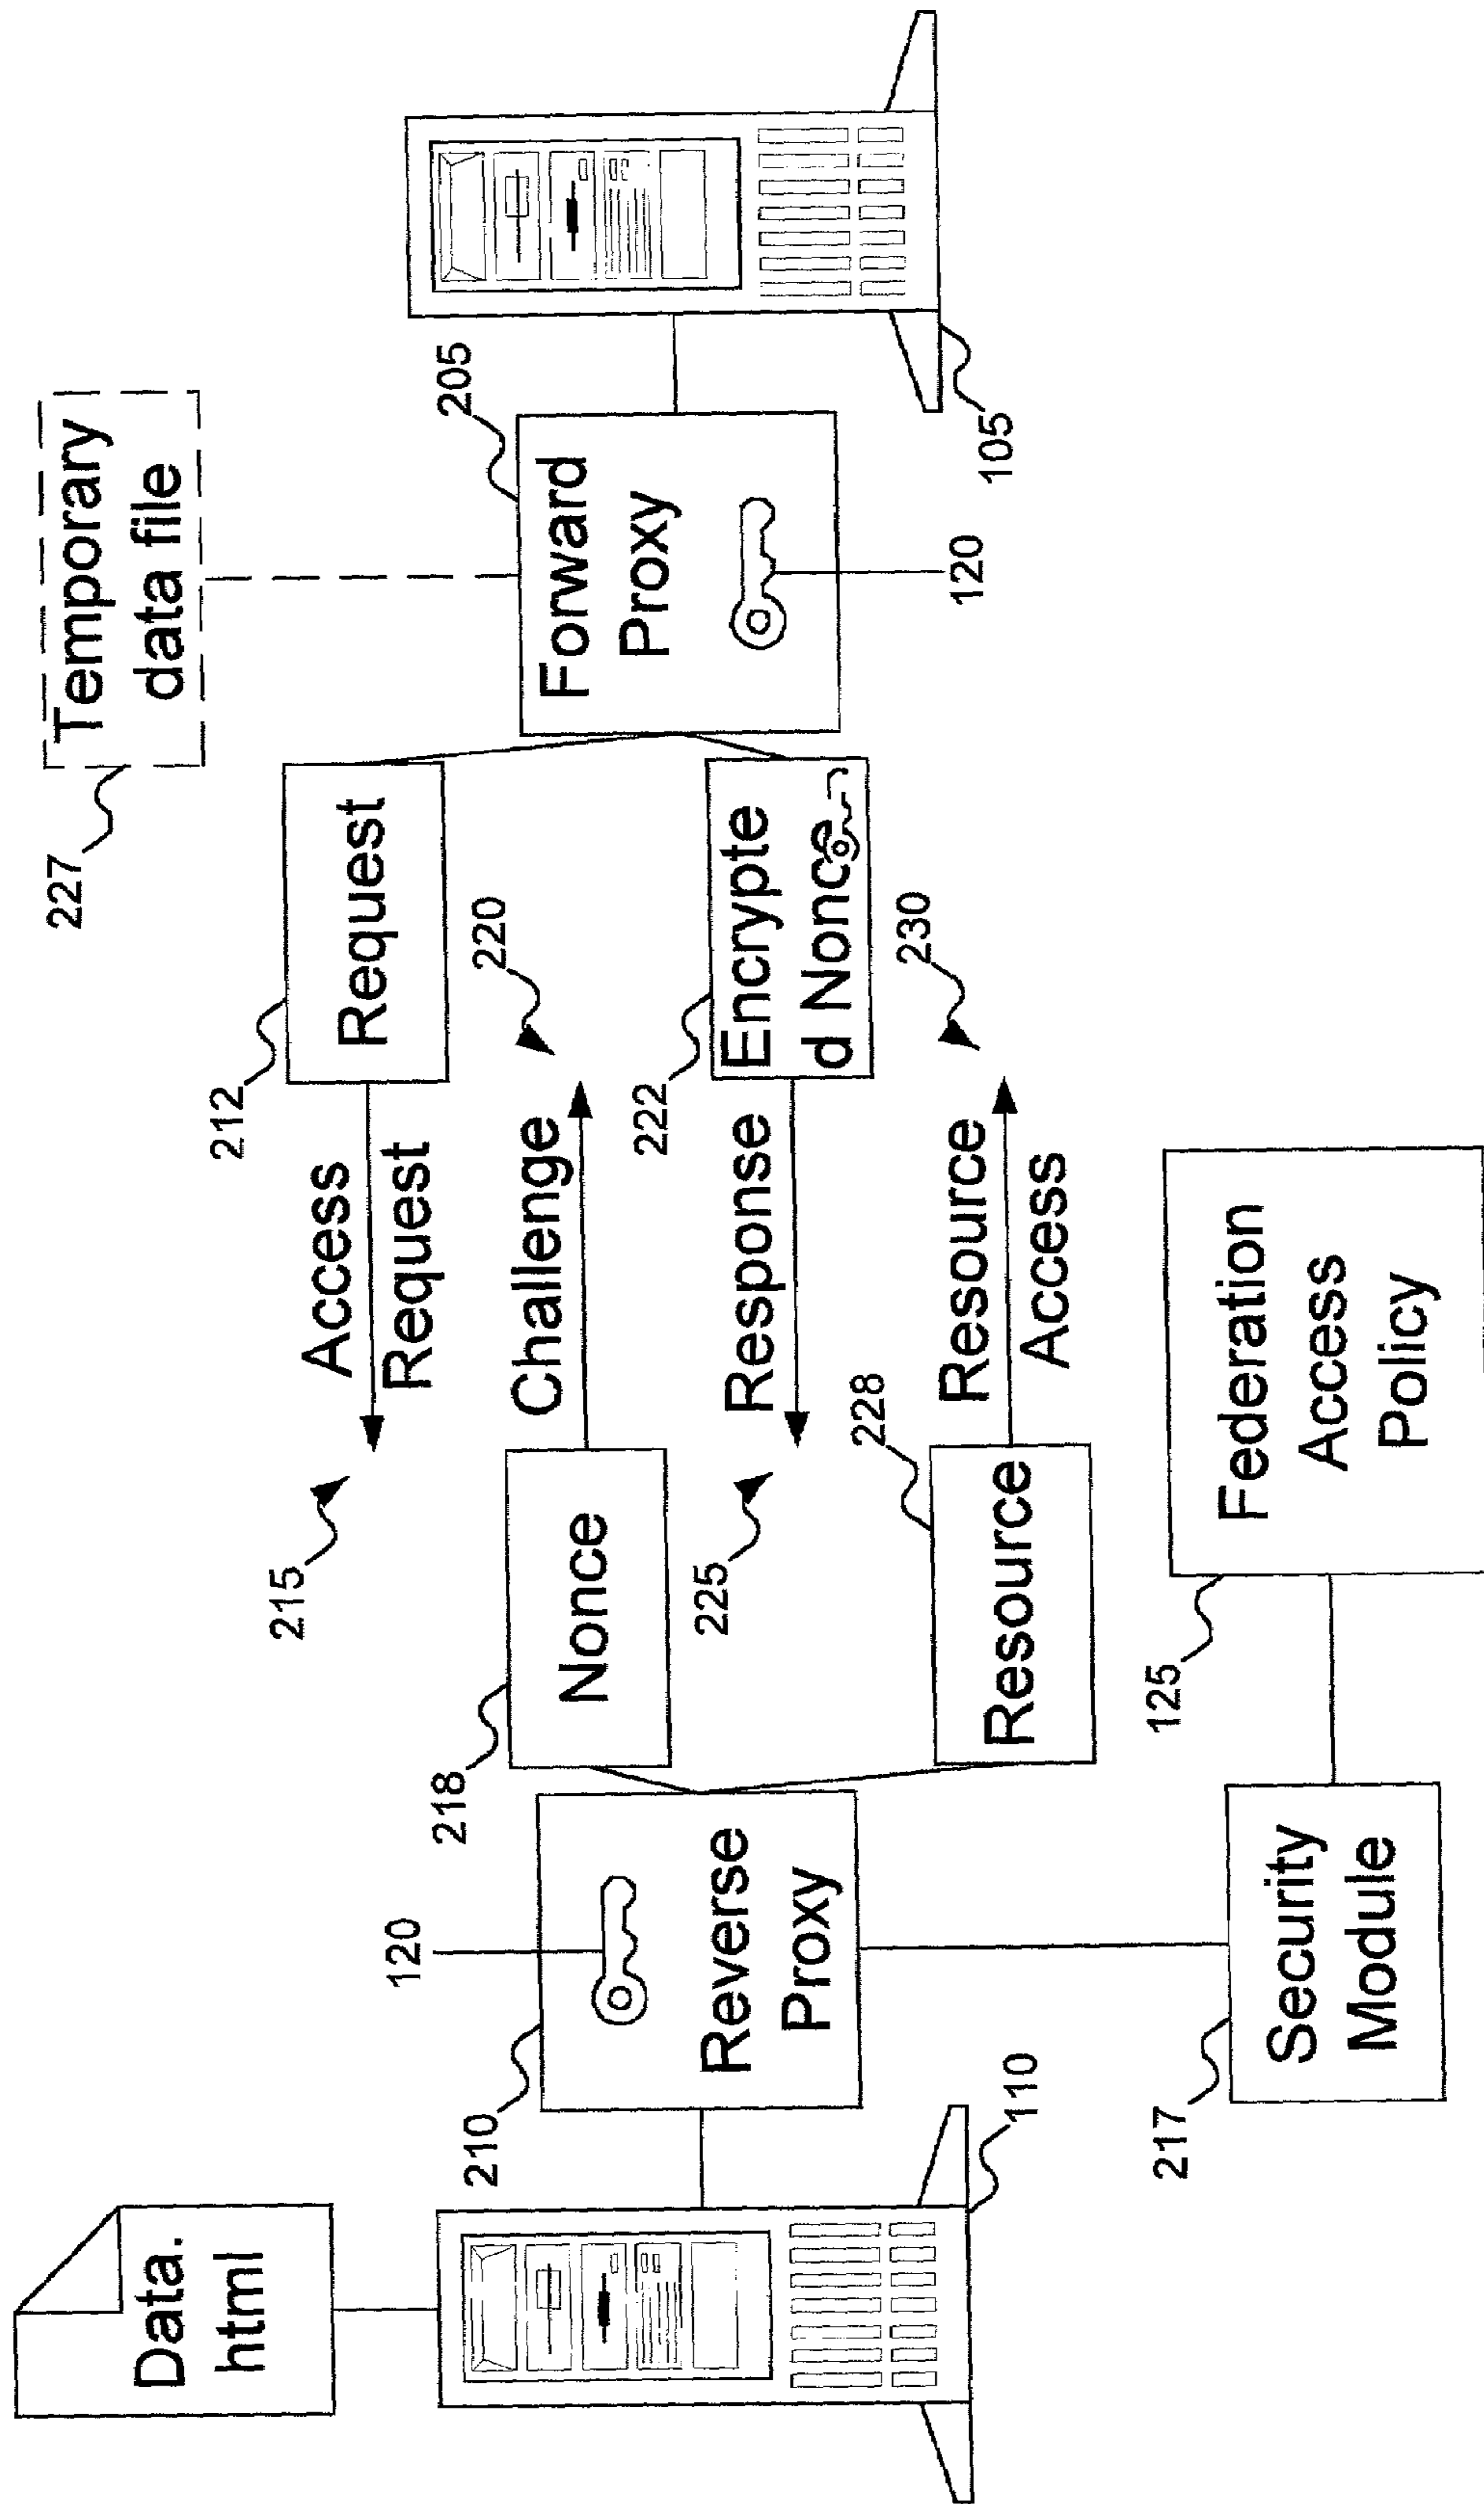 Data.
html
110
210
Reverse
Proxy
120
217
Security
Module
125
Federation
Access
Policy
218
Nonce
228
Resource
215
Access
Request
220
Challenge
225
Response
230
Resource
Access
212
Request
222
Encrypte
d Nonce
227
Temporary
data file
205
Forward
Proxy
120
105